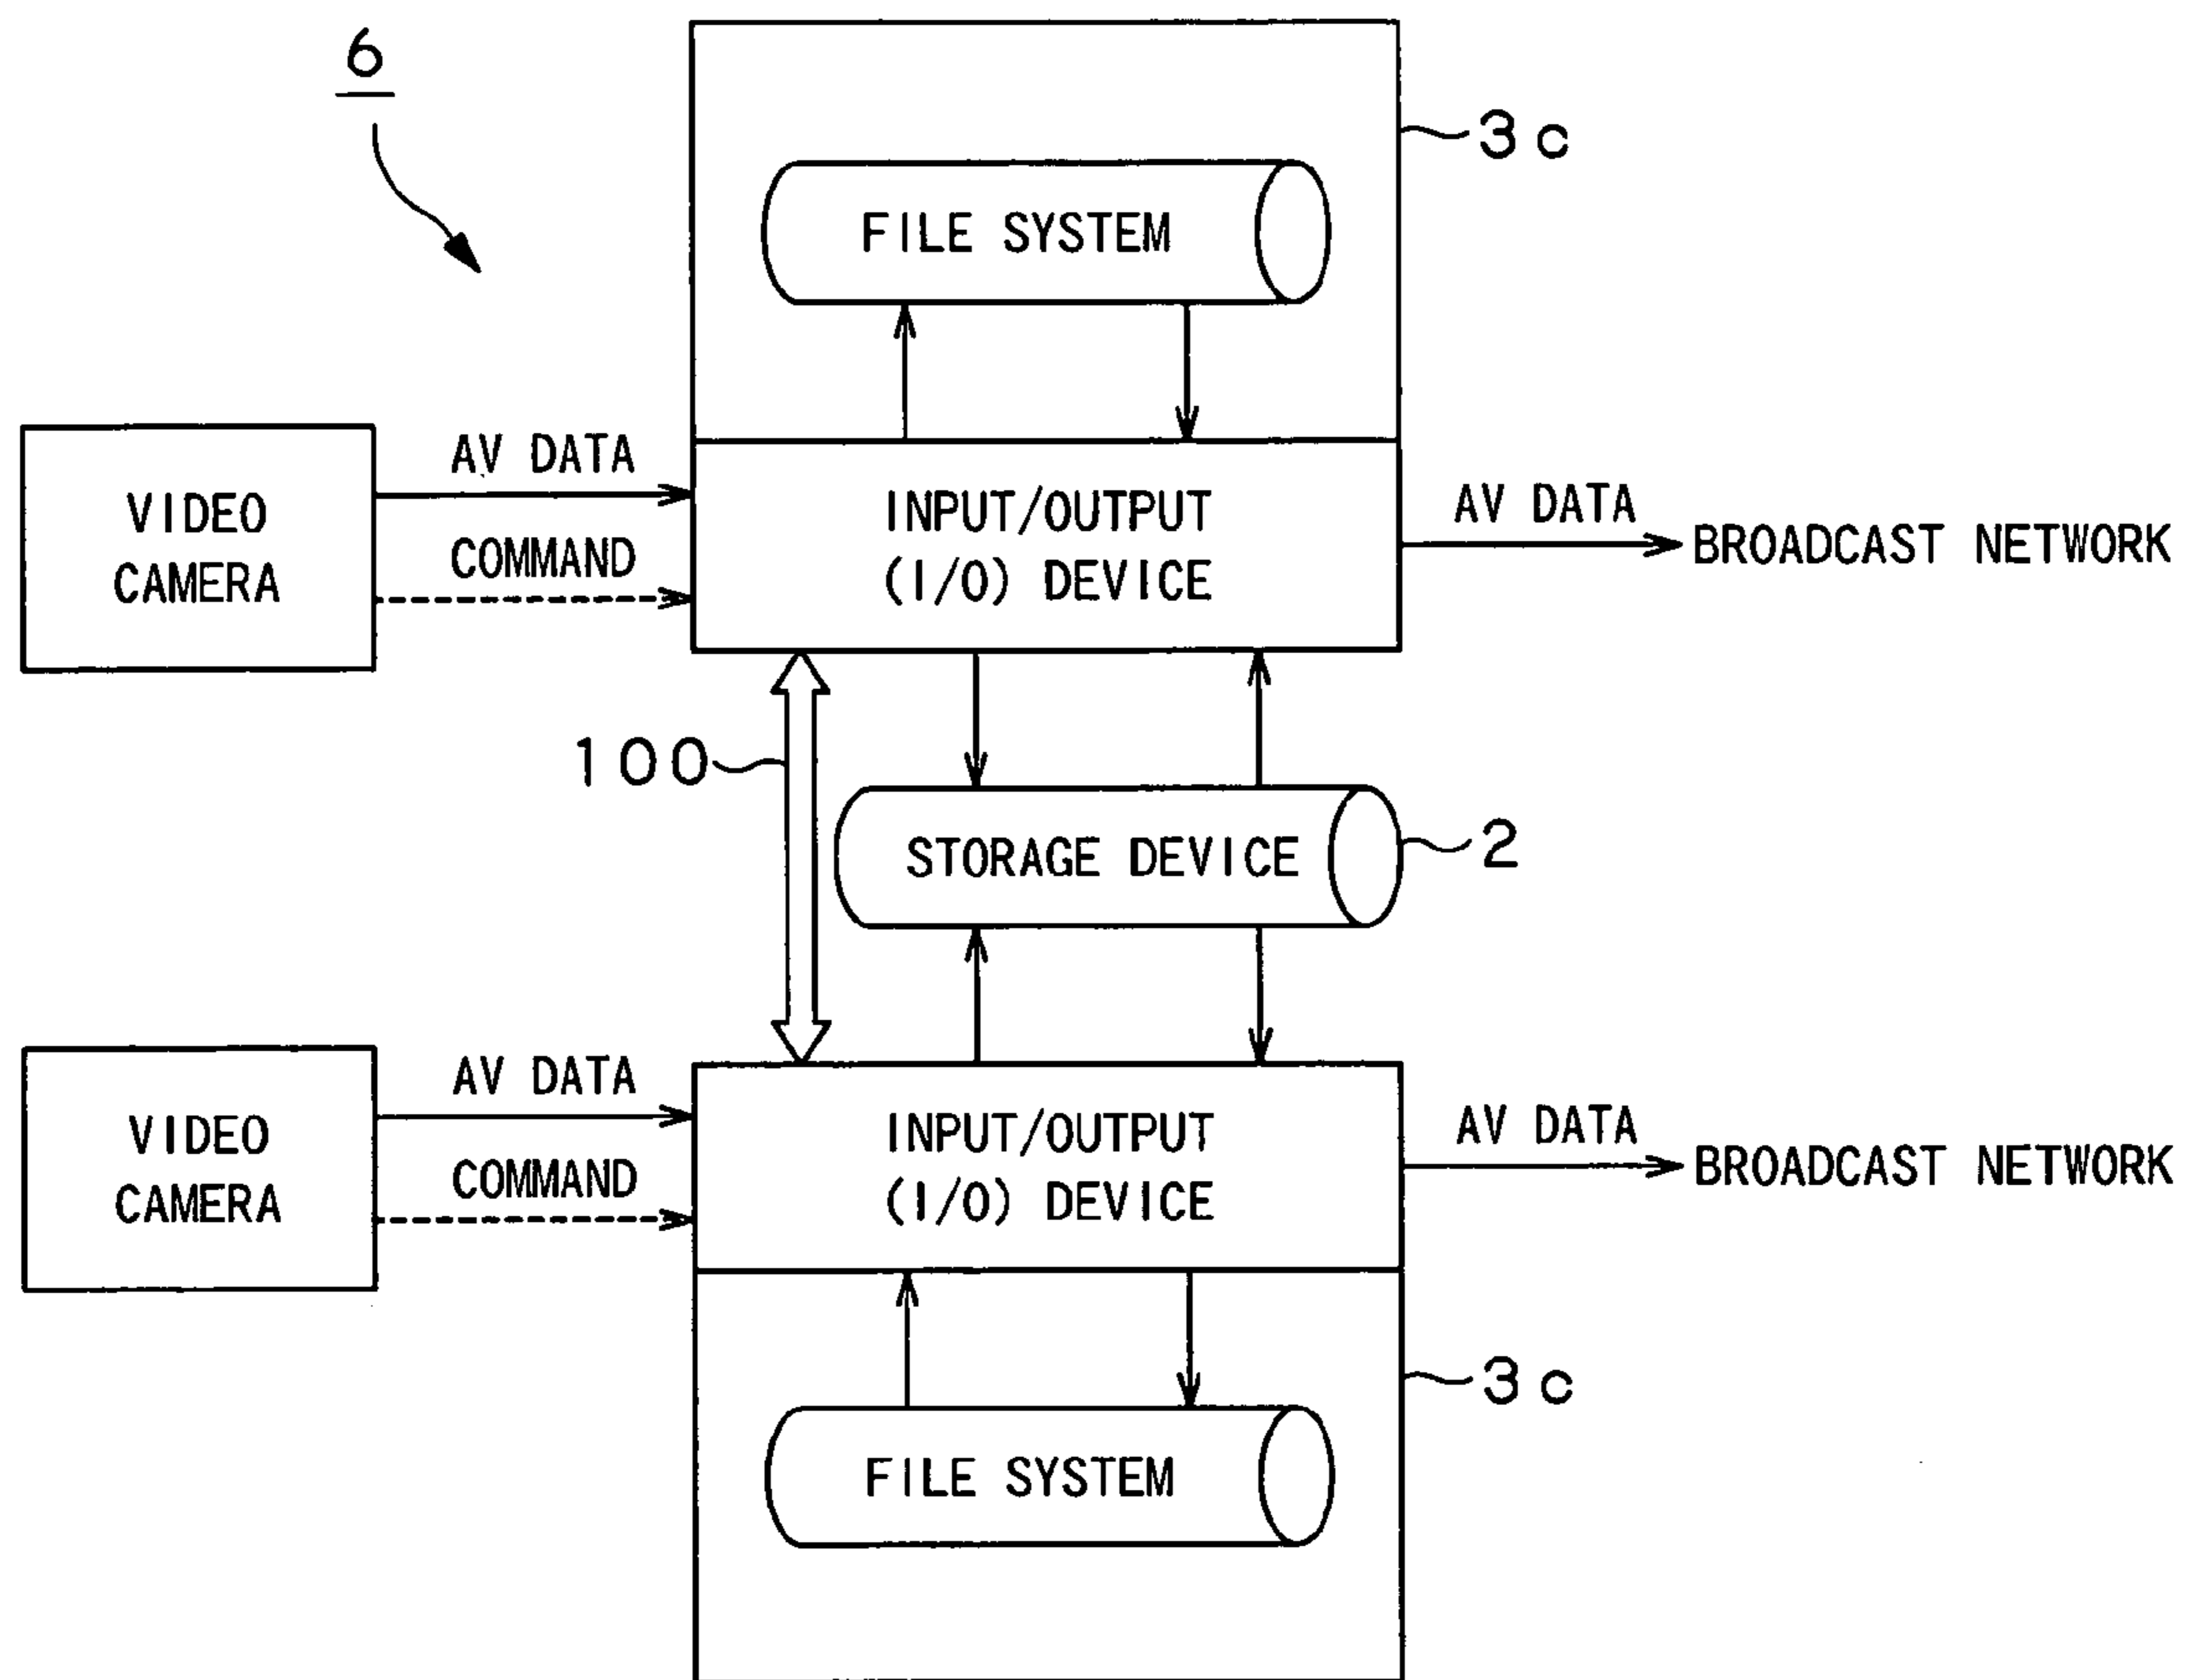 6
3c
FILE SYSTEM
VIDEO
CAMERA
AV DATA
COMMAND
INPUT/OUTPUT
(I/O) DEVICE
AV DATA
BROADCAST NETWORK
100
STORAGE DEVICE
2
VIDEO
CAMERA
AV DATA
COMMAND
INPUT/OUTPUT
(I/O) DEVICE
AV DATA
BROADCAST NETWORK
3c
FILE SYSTEM